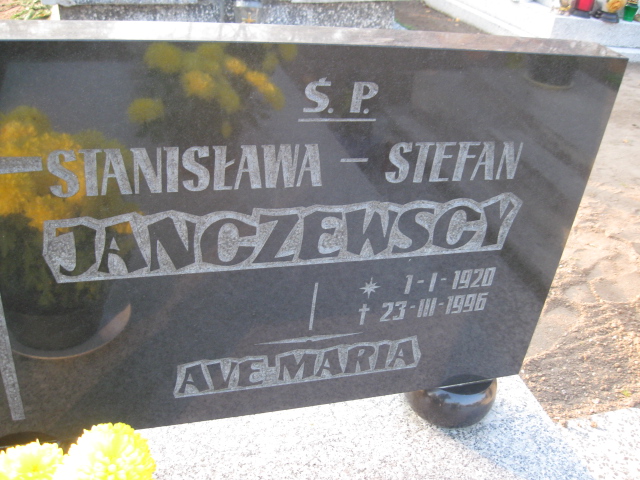 Ś. P.
STANISŁAWA – STEFAN
JANCZEWSCY
* 1-I-1920
† 23-III-1996
AVE MARIA